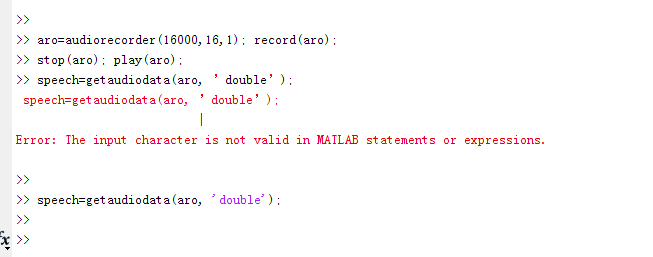 >>
>> aro=audiorecorder(16000,16,1); record(aro);
>> stop(aro); play(aro);
>> speech=getaudiodata(aro, ’double’);
speech=getaudiodata(aro, ’double’);
|
Error: The input character is not valid in MATLAB statements or expressions.
>>
>> speech=getaudiodata(aro, 'double');
>>
fx >>